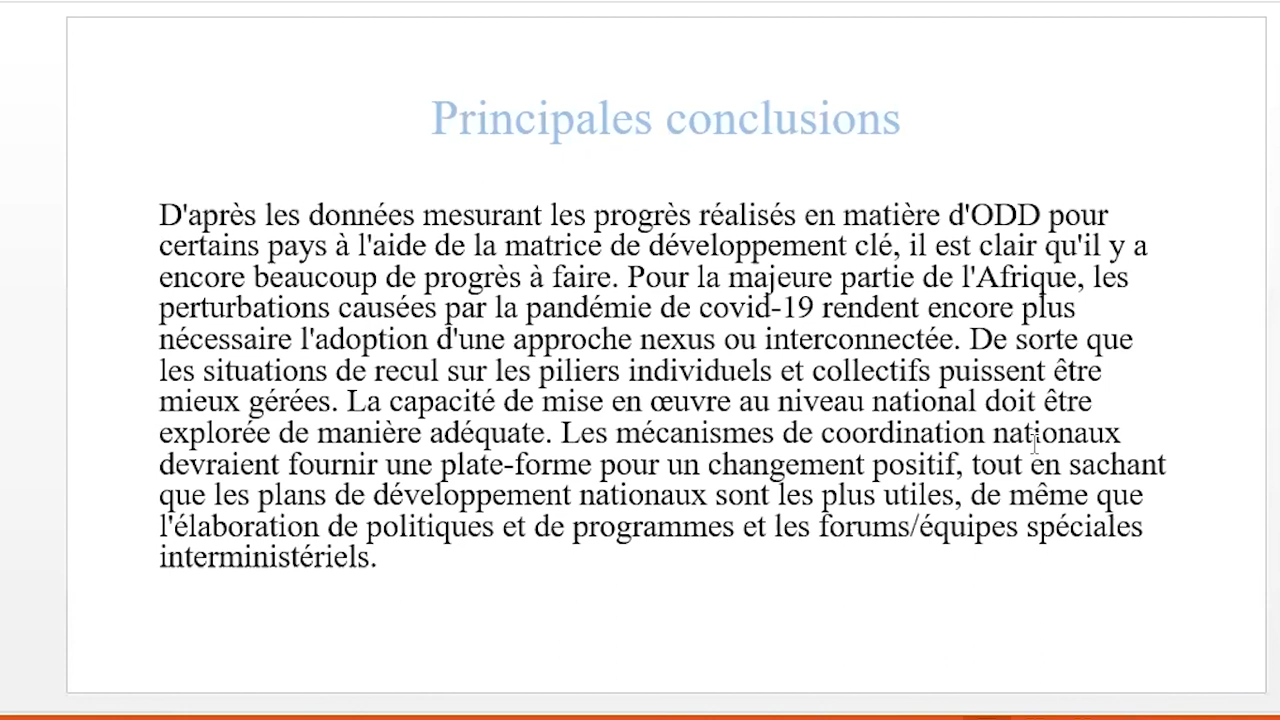 Principales conclusions
D'après les données mesurant les progrès réalisés en matière d'ODD pour
certains pays à l'aide de la matrice de développement clé, il est clair qu'il y a
encore beaucoup de progrès à faire. Pour la majeure partie de l'Afrique, les
perturbations causées par la pandémie de covid-19 rendent encore plus
nécessaire l'adoption d'une approche nexus ou interconnectée. De sorte que
les situations de recul sur les piliers individuels et collectifs puissent être
mieux gérées. La capacité de mise en œuvre au niveau national doit être
explorée de manière adéquate. Les mécanismes de coordination nationaux
devraient fournir une plate-forme pour un changement positif, tout en sachant
que les plans de développement nationaux sont les plus utiles, de même que
l'élaboration de politiques et de programmes et les forums/équipes spéciales
interministériels.